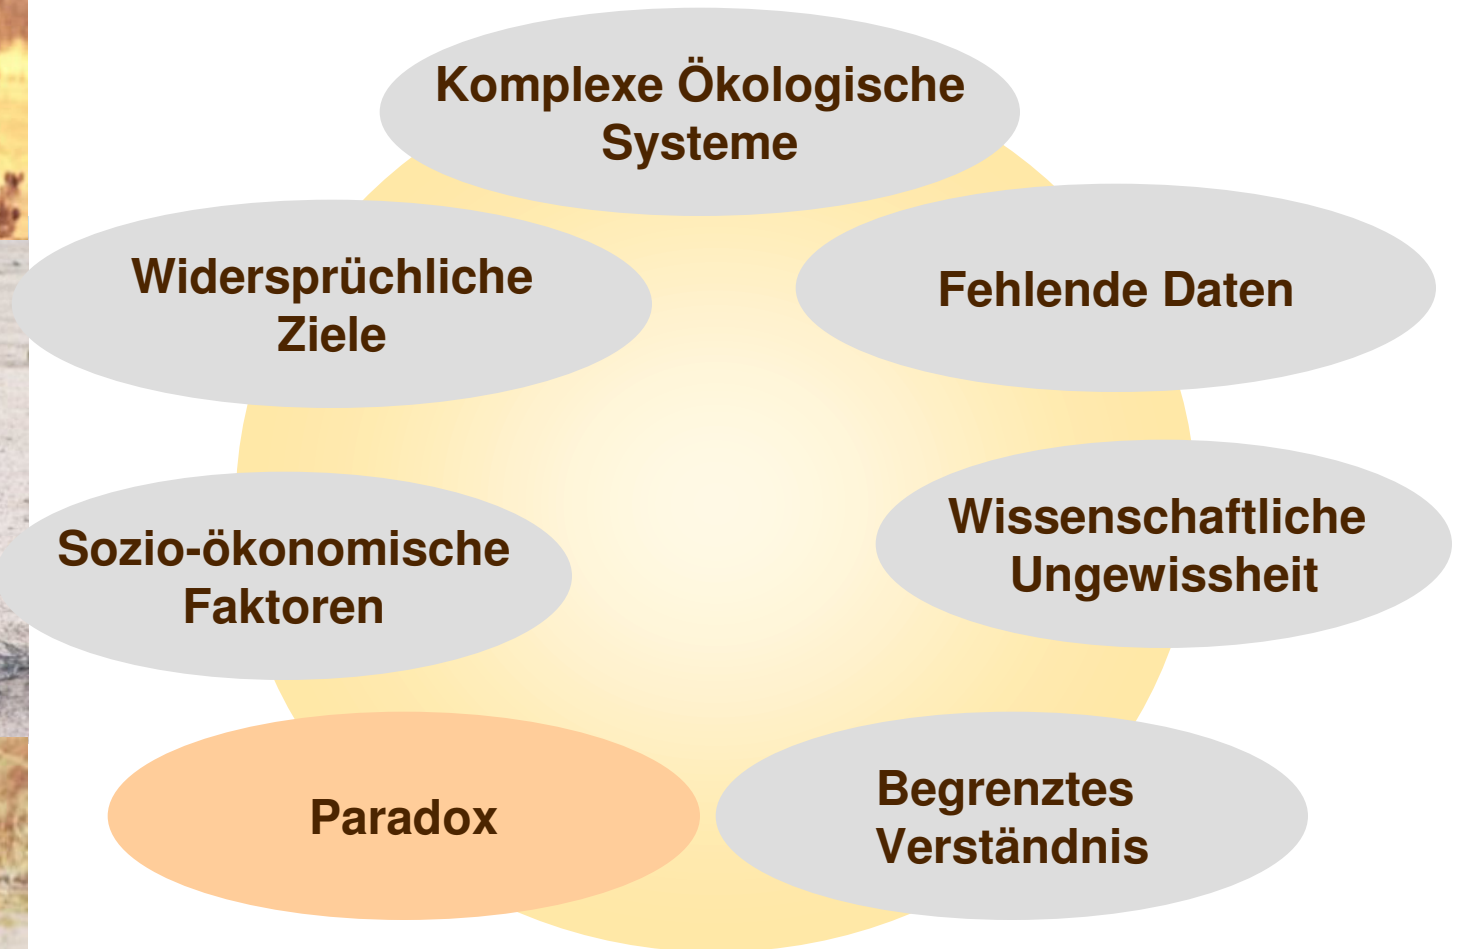 Komplexe Ökologische
Systeme
Widersprüchliche
Ziele
Fehlende Daten
Sozio-ökonomische
Faktoren
Wissenschaftliche
Ungewissheit
Paradox
Begrenztes
Verständnis